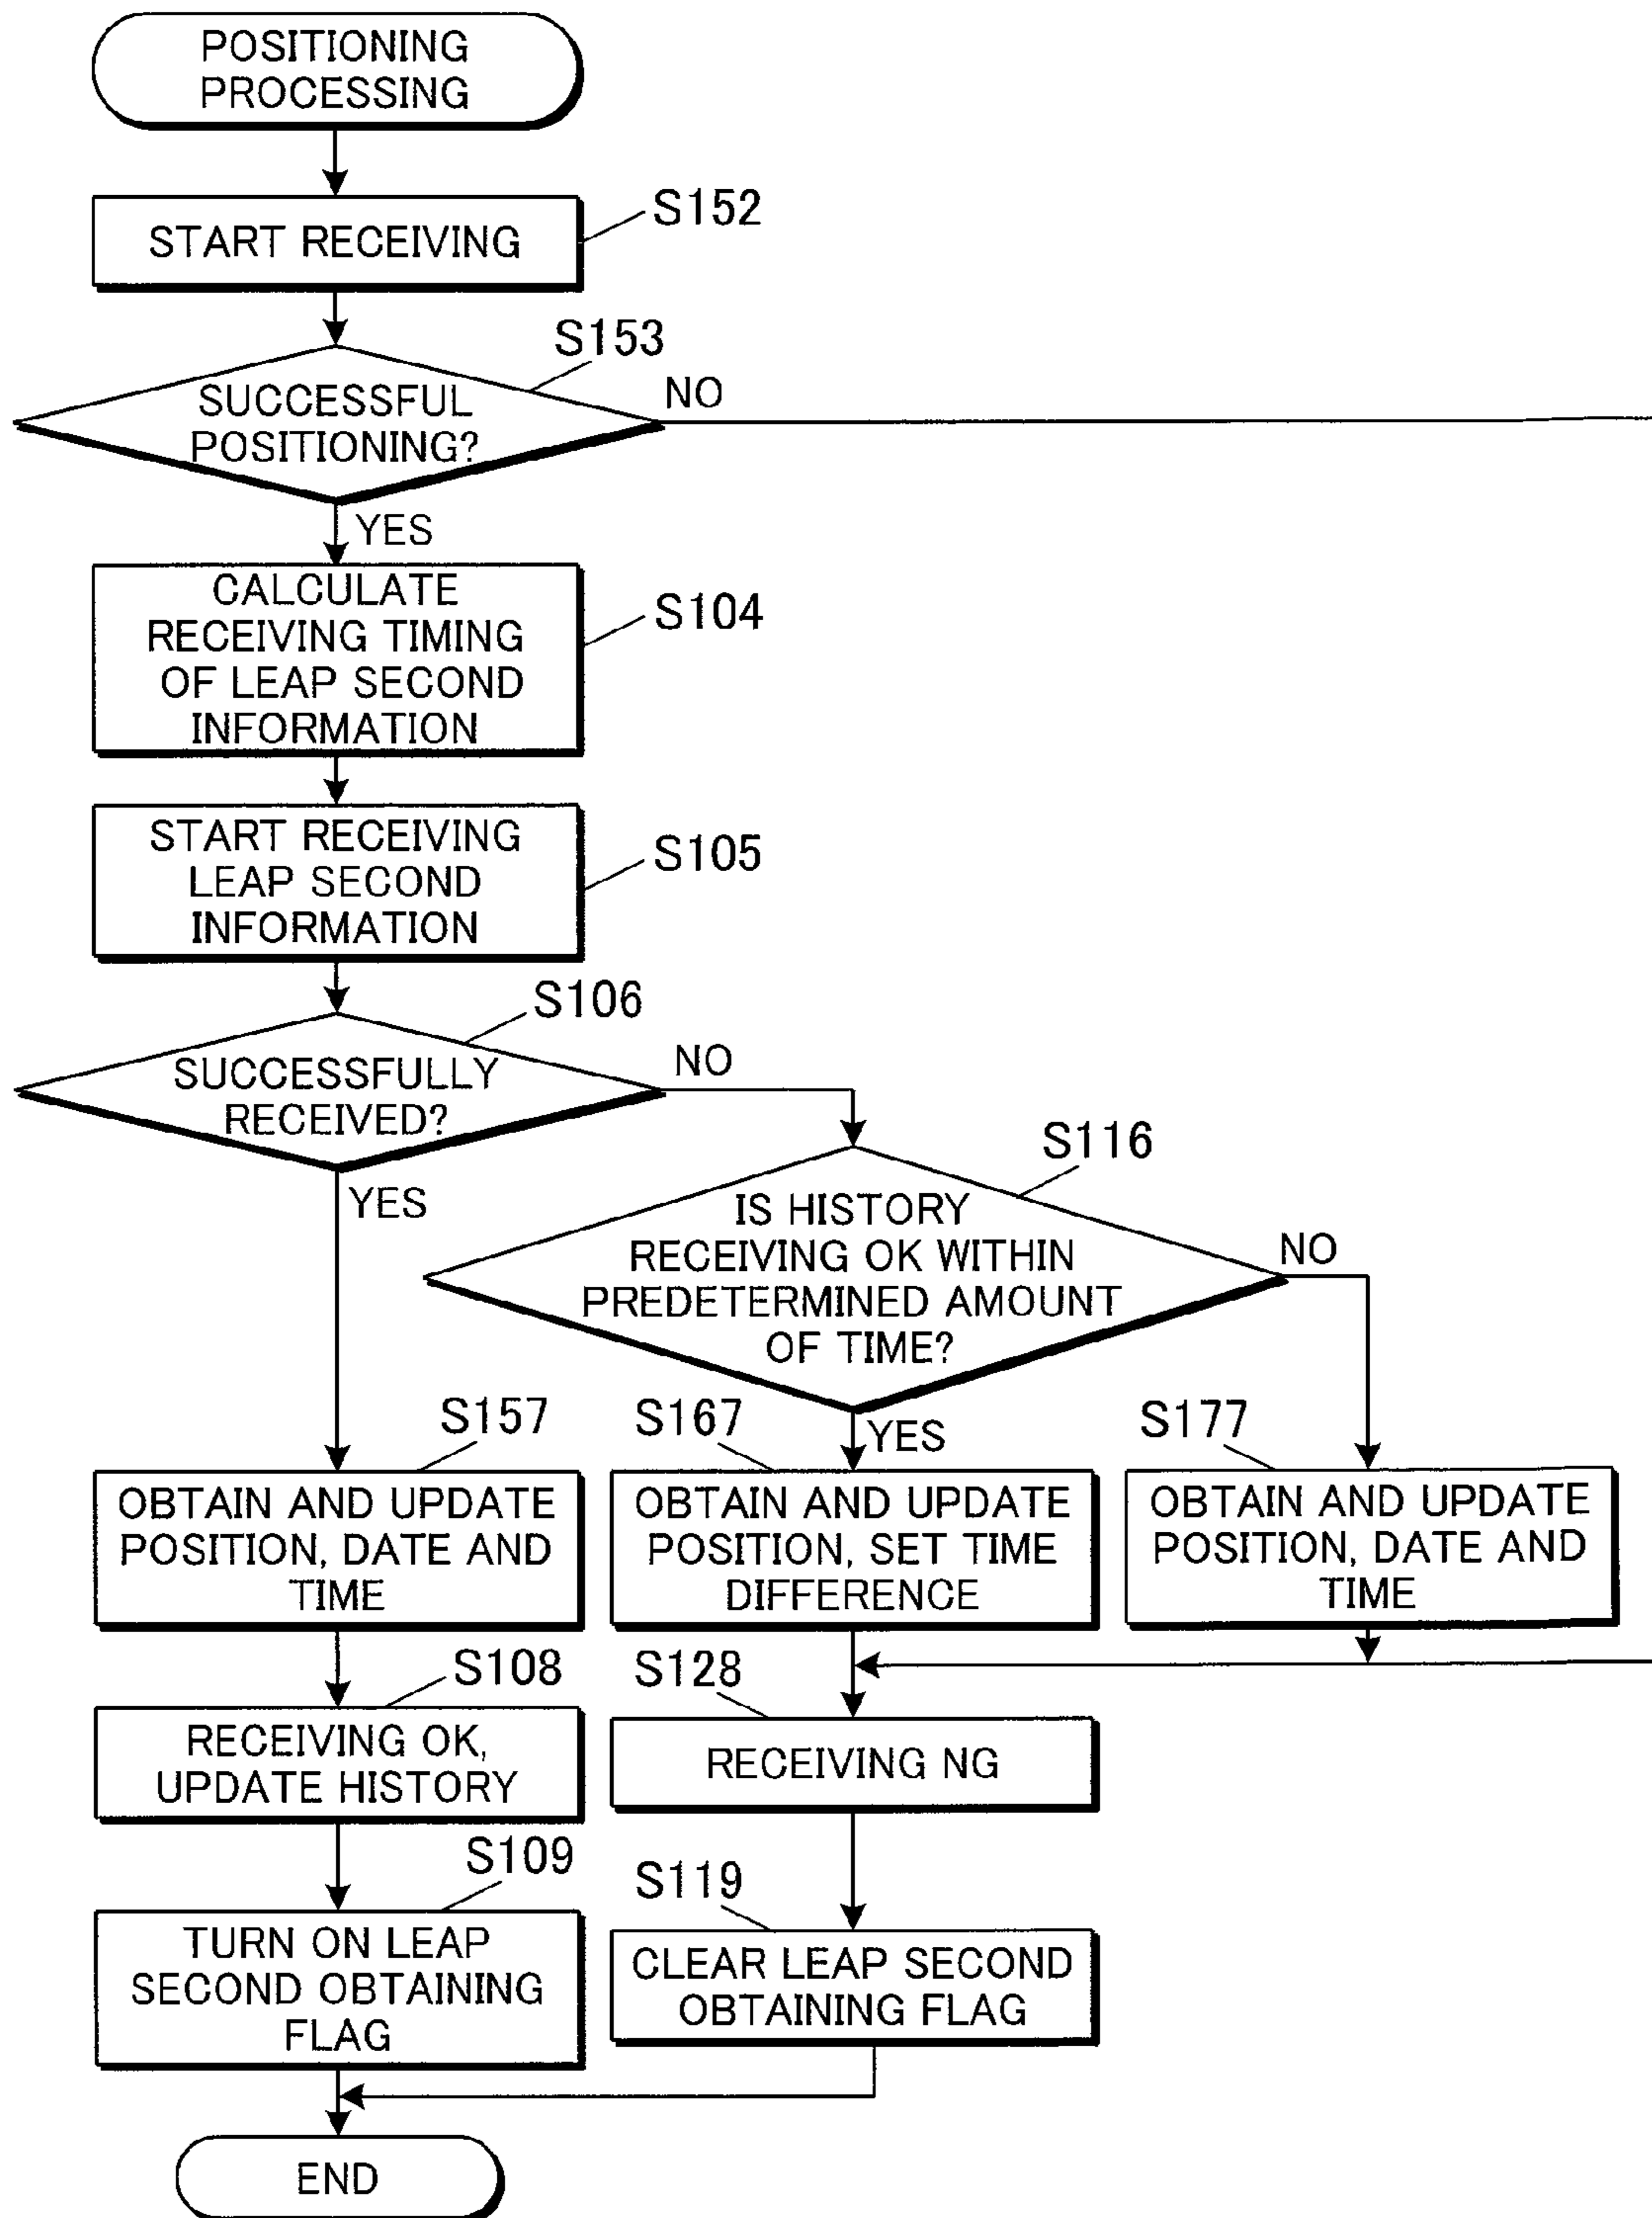 POSITIONING
PROCESSING
S152
START RECEIVING
S153
SUCCESSFUL
POSITIONING?
NO
YES
CALCULATE
RECEIVING TIMING
OF LEAP SECOND
INFORMATION
S104
START RECEIVING
LEAP SECOND
INFORMATION
S105
S106
SUCCESSFULLY
RECEIVED?
NO
YES
S116
IS HISTORY
RECEIVING OK WITHIN
PREDETERMINED AMOUNT
OF TIME?
NO
YES
S157
OBTAIN AND UPDATE
POSITION, DATE AND
TIME
S167
OBTAIN AND UPDATE
POSITION, SET TIME
DIFFERENCE
S177
OBTAIN AND UPDATE
POSITION, DATE AND
TIME
S108
RECEIVING OK,
UPDATE HISTORY
S128
RECEIVING NG
S109
TURN ON LEAP
SECOND OBTAINING
FLAG
S119
CLEAR LEAP SECOND
OBTAINING FLAG
END